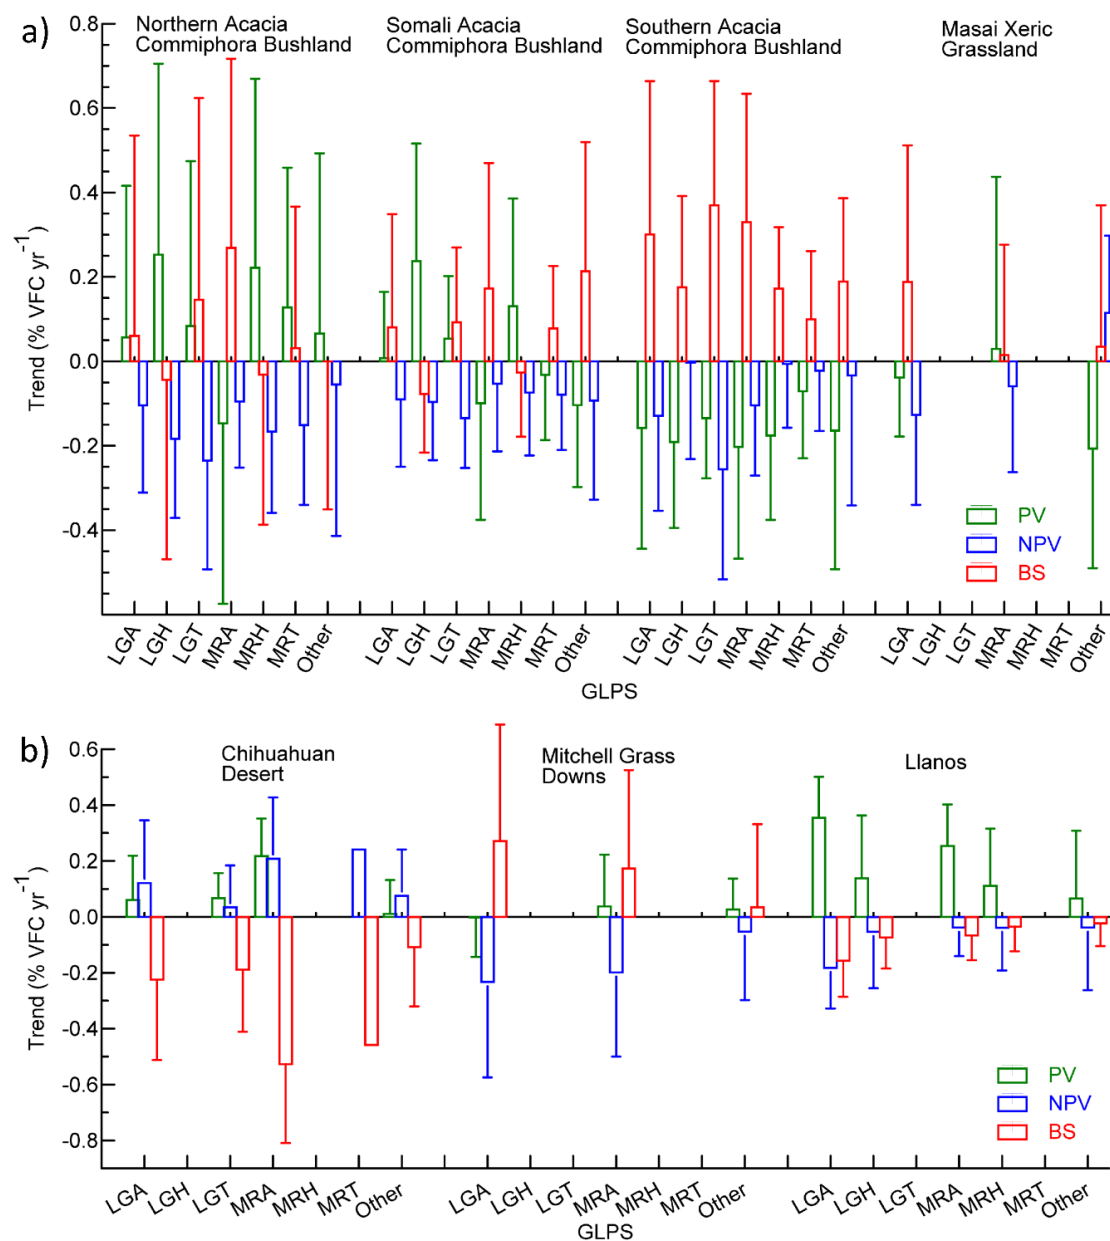 a)
Northern Acacia
Commiphora Bushland
Somali Acacia
Commiphora Bushland
Southern Acacia
Commiphora Bushland
Masai Xeric
Grassland
Trend (% VFC yr-1)
0.8
0.6
0.4
0.2
0.0
-0.2
-0.4
PV
NPV
BS
LGA LGH LGT MRA MRH MRT Other LGA LGH LGT MRA MRH MRT Other LGA LGH LGT MRA MRH MRT Other LGA LGH LGT MRA MRH MRT Other
GLPS
b)
Chihuahuan
Desert
Mitchell Grass
Downs
Llanos
Trend (% VFC yr-1)
0.6
0.4
0.2
0.0
-0.2
-0.4
-0.6
-0.8
PV
NPV
BS
LGA LGH LGT MRA MRH MRT Other LGA LGH LGT MRA MRH MRT Other LGA LGH LGT MRA MRH MRT Other
GLPS